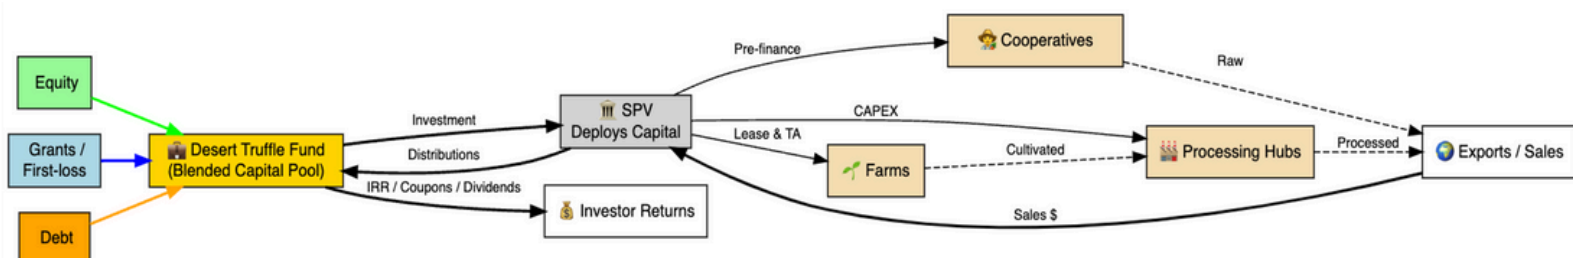 Equity
Grants /
First-loss
Debt
Desert Truffle Fund
(Blended Capital Pool)
Investment
Distributions
IRR / Coupons / Dividends
SPV
Deploys Capital
Investor Returns
Pre-finance
CAPEX
Lease & TA
Cooperatives
Farms
Cultivated
Raw
Processing Hubs
Processed
Exports / Sales
Sales $